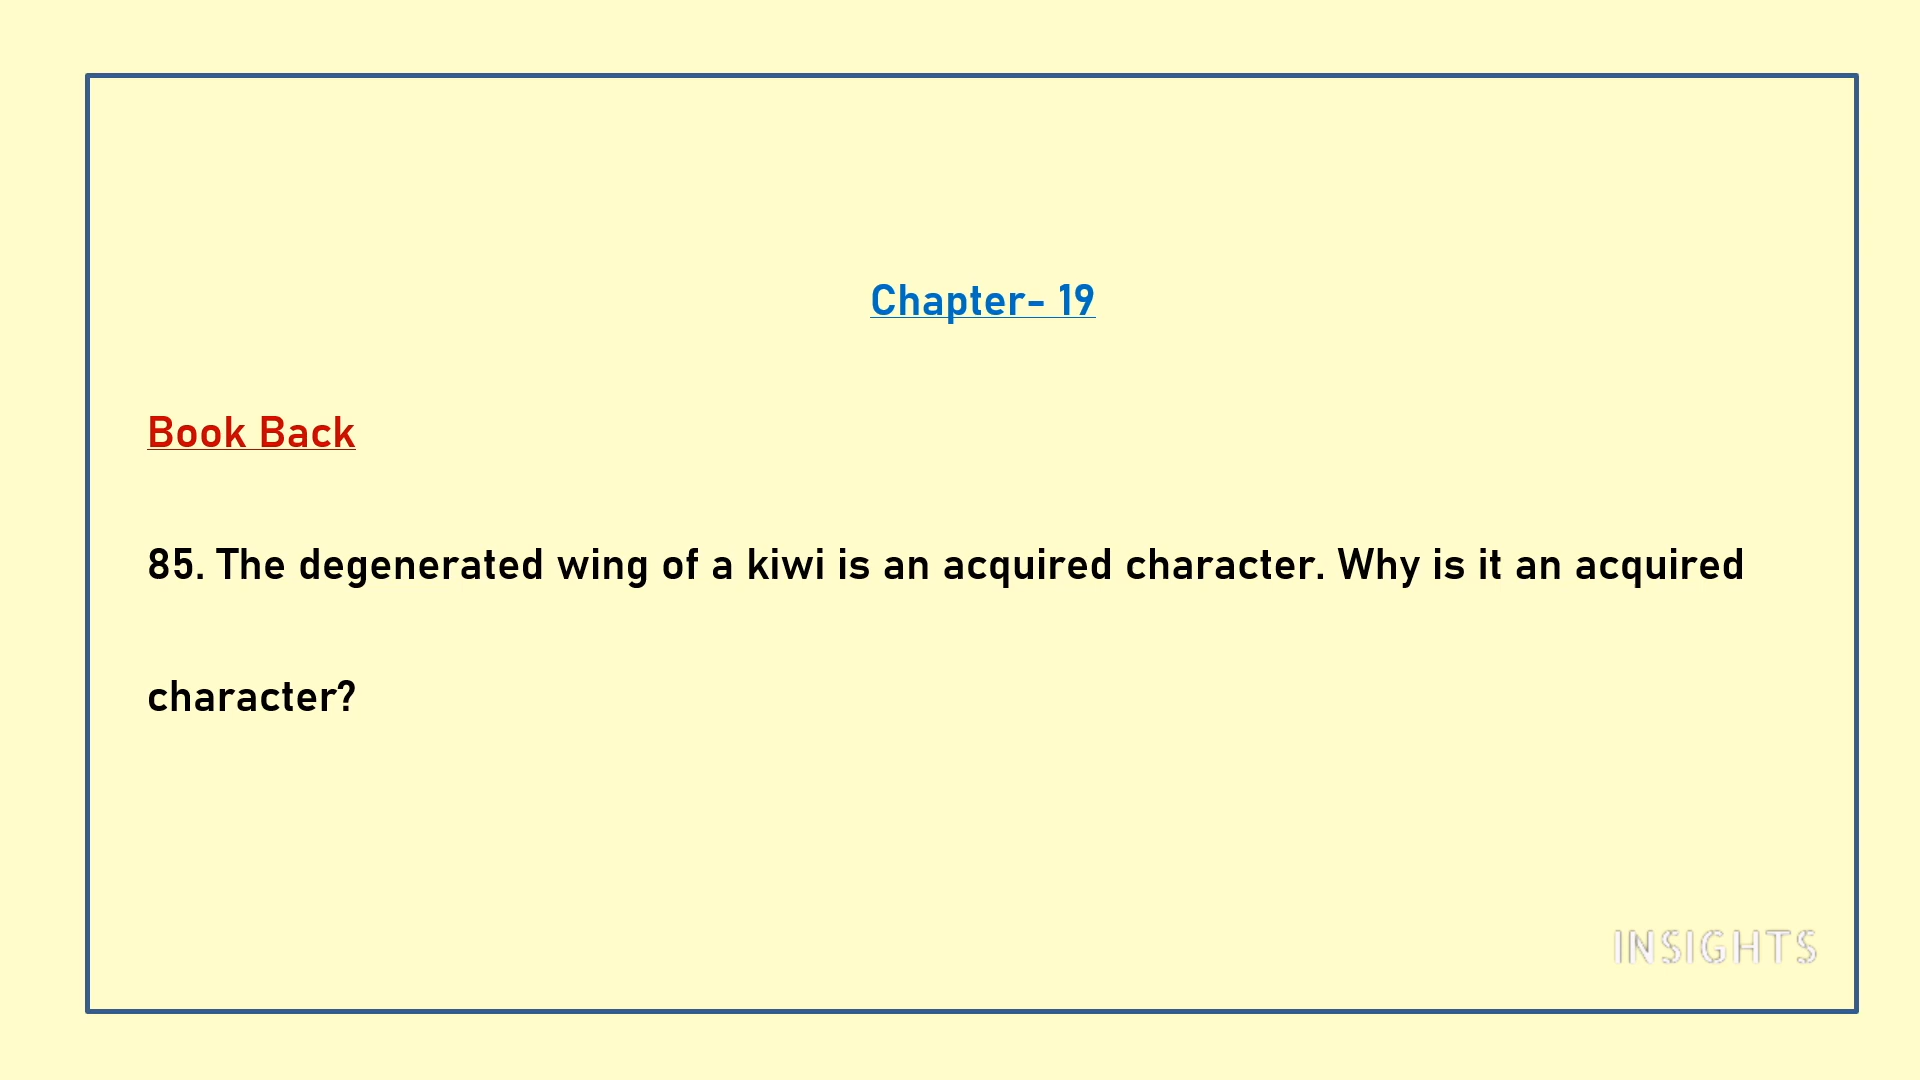 Chapter- 19
Book Back
85. The degenerated wing of a kiwi is an acquired character. Why is it an acquired
character?
INSIGHTS